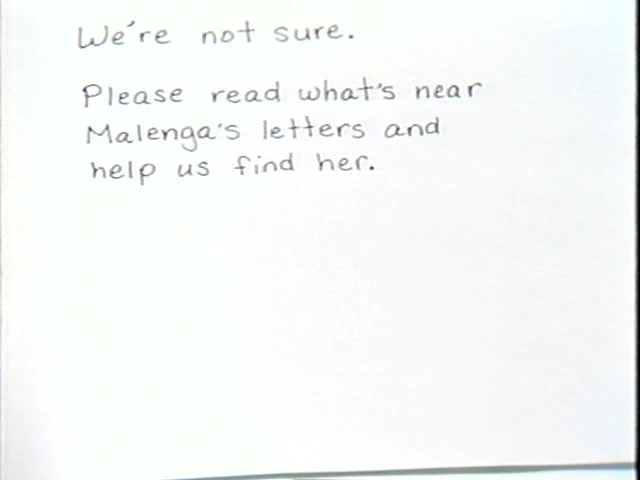 We're not sure.
Please read what's near
Malenga's letters and
help us find her.